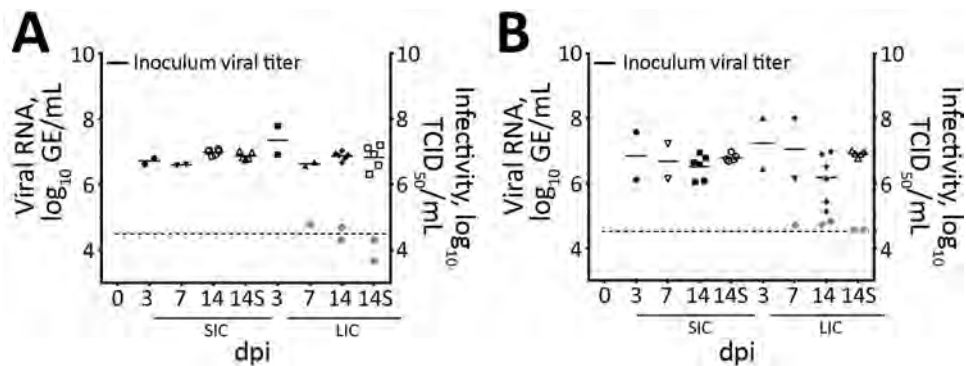 A
Viral RNA,
log10 GE/mL
10
8
6
4
Inoculum viral titer
10
8
6
4
Infectivity, log10
TCID50/mL
0 3 7 14 14S 3 7 14 14S
SIC LIC
dpi
B
Viral RNA,
log10 GE/mL
10
8
6
4
Inoculum viral titer
10
8
6
4
Infectivity, log10
TCID50/mL
0 3 7 14 14S 3 7 14 14S
SIC LIC
dpi